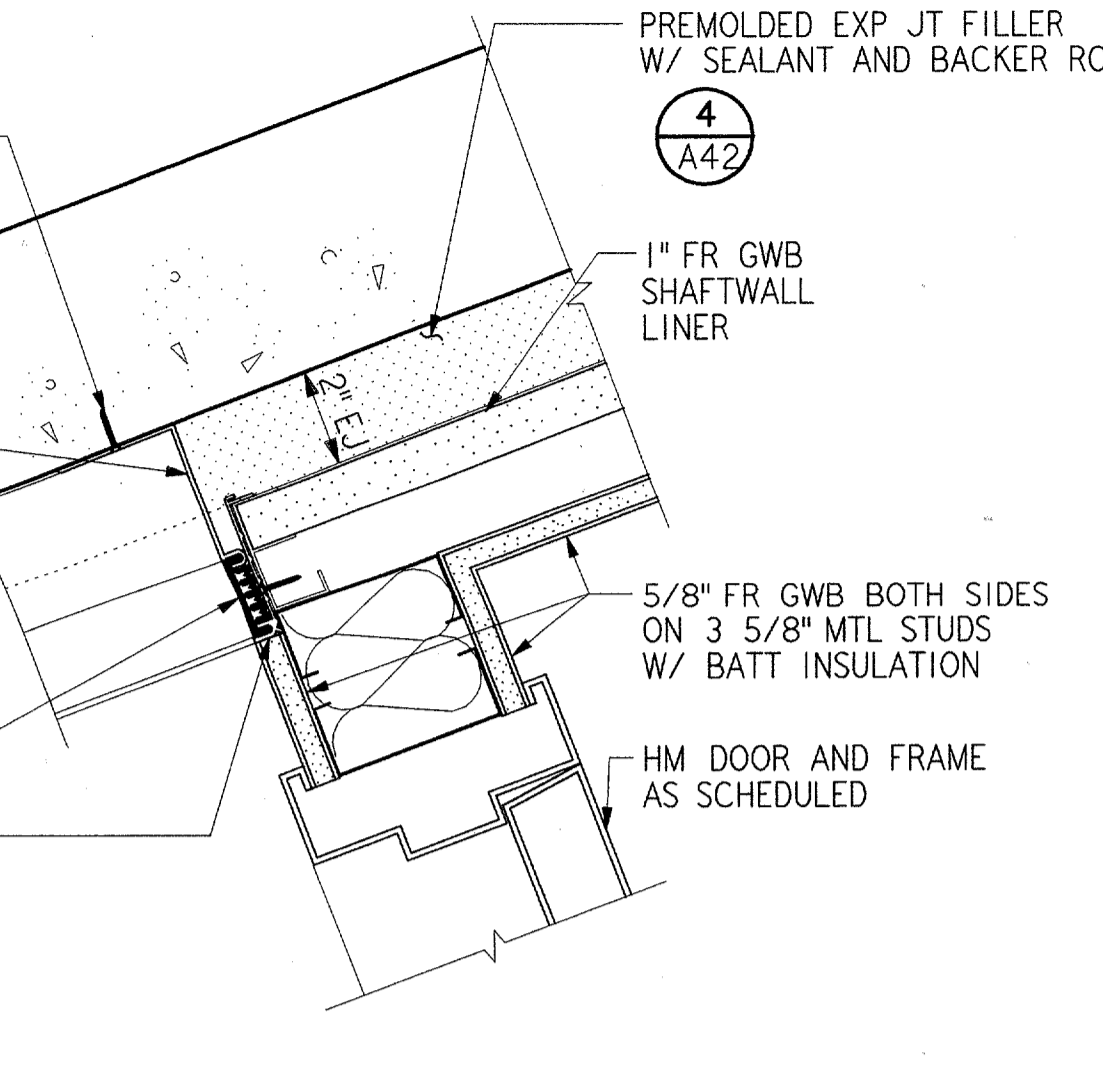 PREMOLDED EXP JT FILLER
W/ SEALANT AND BACKER
4
A42
1" FR GWB
SHAFTWALL
LINER
2" EJ
5/8" FR GWB BOTH SIDES
ON 3 5/8" MTL STUDS
W/ BATT INSULATION
HM DOOR AND FRAME
AS SCHEDULED